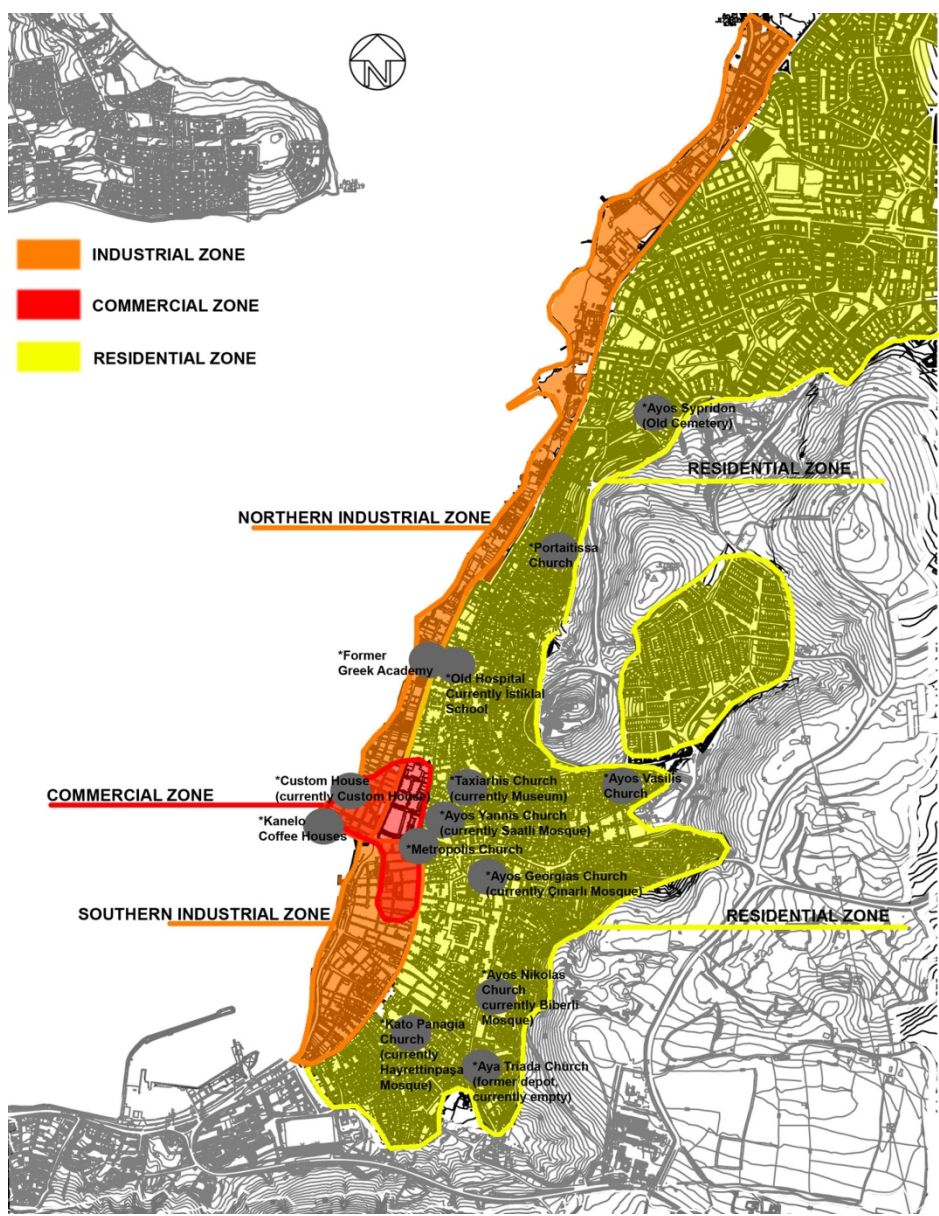 N
INDUSTRIAL ZONE
COMMERCIAL ZONE
RESIDENTIAL ZONE
*Ayos Sypridon
(Old Cemetery)
RESIDENTIAL ZONE
NORTHERN INDUSTRIAL ZONE
*Portaitissa
Church
*Former
Greek Academy
*Old Hospital
Currently İstiklal
School
*Custom House
(currently Custom House)
*Taxiarhis Church
(currently Museum)
*Ayos Vasilis
Church
COMMERCIAL ZONE
*Kanelo
Coffee Houses
*Ayos Yannis Church
(currently Saatli Mosque)
*Metropolis Church
*Ayos Georgias Church
(currently Çınarlı Mosque)
SOUTHERN INDUSTRIAL ZONE
RESIDENTIAL ZONE
*Ayos Nikolas
Church
currently Biberli
Mosque)
*Kato Panagia
Church
(currently
Hayrettinpaşa
Mosque)
*Aya Triada Church
(former depot,
currently empty)